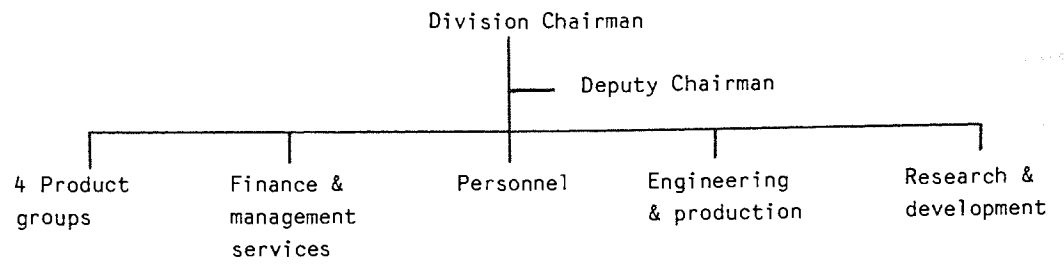 Division Chairman
Deputy Chairman
4 Product
groups
Finance &
management
services
Personnel
Engineering
& production
Research &
development